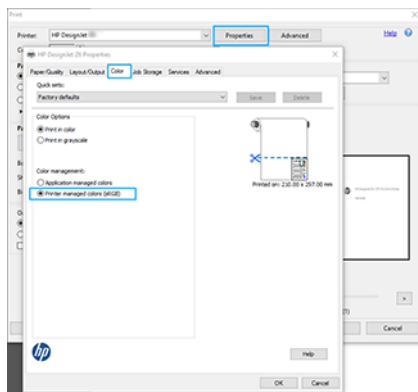 Print
Printer: HP DesignJet Properties Advanced Help
HP DesignJet Z6 Properties
Paper/Quality Layout/Output Color Job Storage Services Advanced
Quick sets:
Factory defaults Save Delete
Color Options
Print in color
Print in grayscale
Color management:
Application managed colors
Printer managed colors (sRGB)
Printed on: 210.00 x 297.00 mm
hp
Help
OK Cancel
Cancel